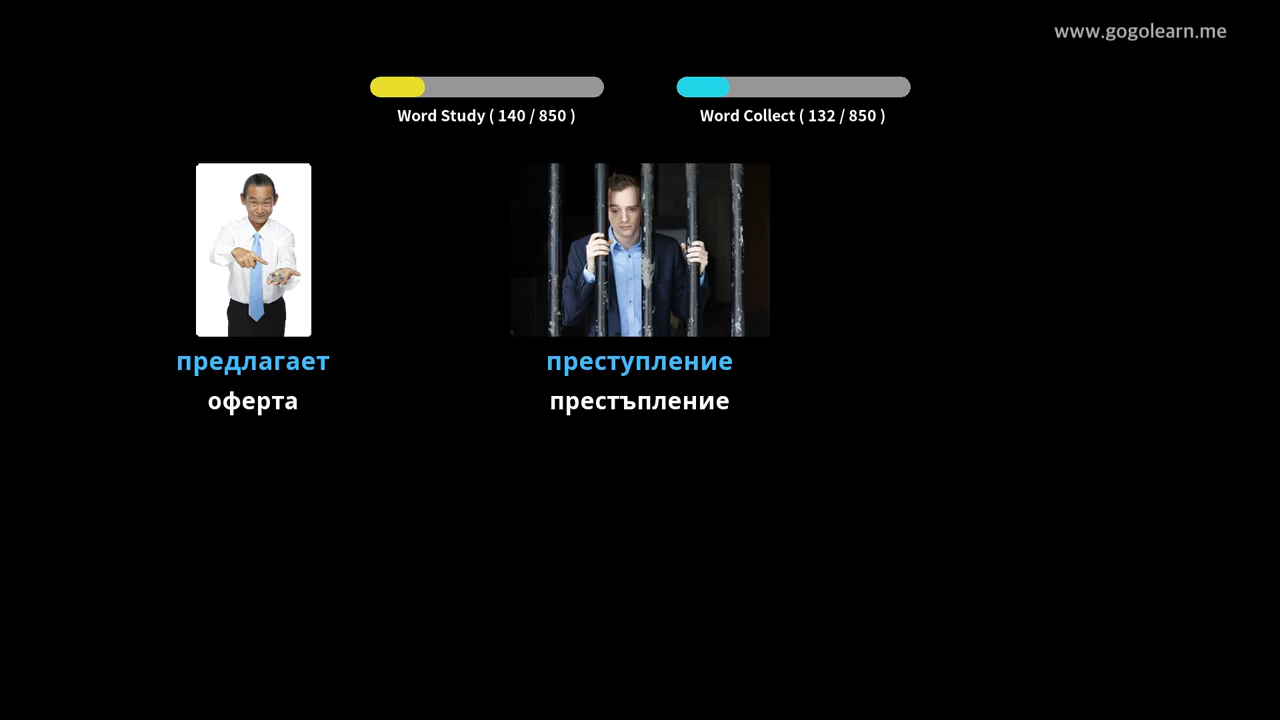 www.gogolearn.me
Word Study ( 140 / 850 )
Word Collect ( 132 / 850 )
предлагает
оферта
преступление
престъпление